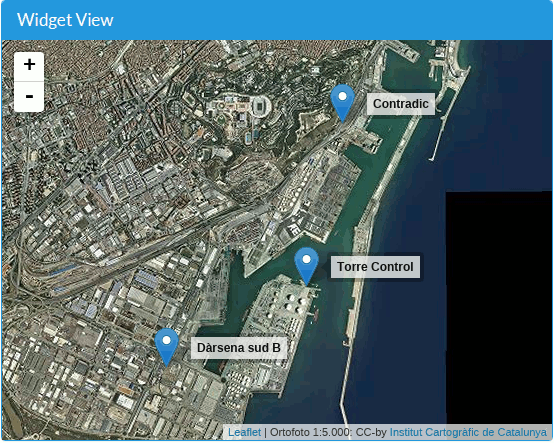 Widget View
+
-
Contradic
Torre Control
Dàrsena sud B
Leaflet | Ortofoto 1:5.000: CC-by Institut Cartogràfic de Catalunya